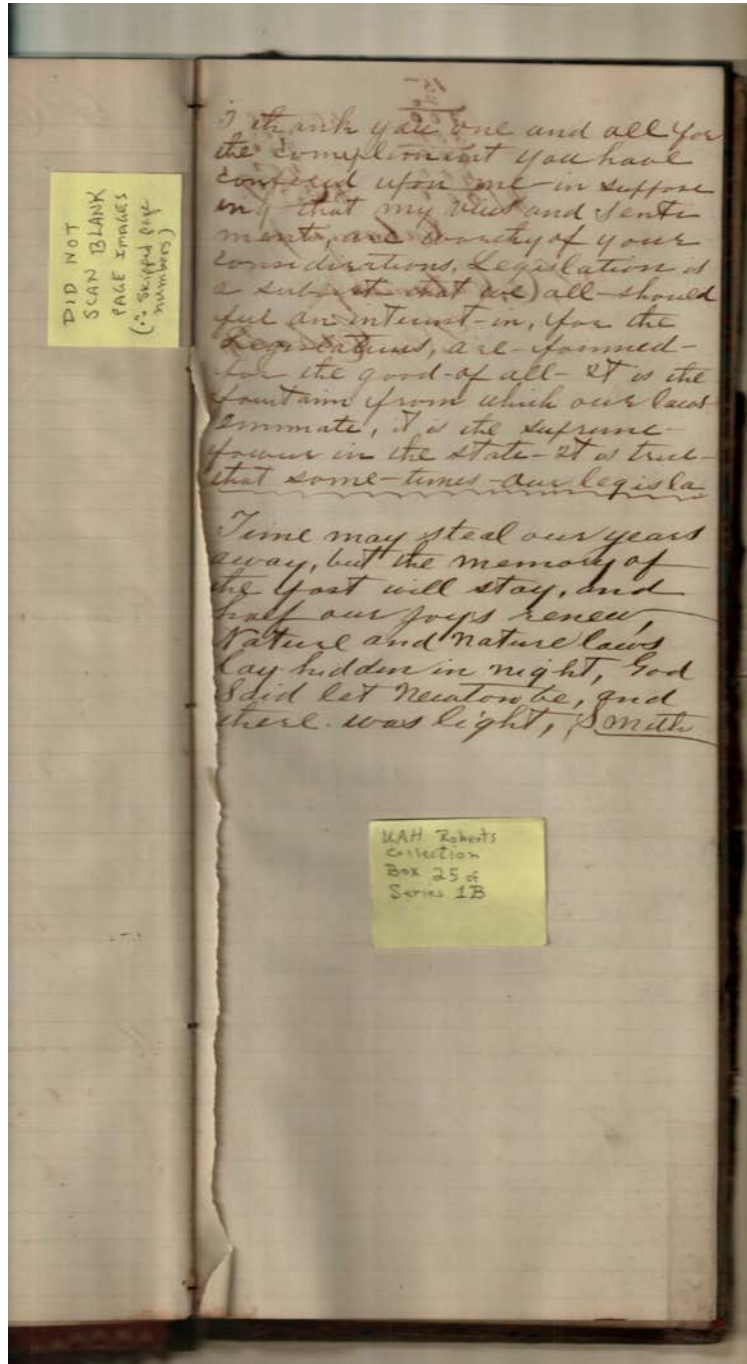 DID NOT
SCAN BLANK
PAGE IMAGES
(∴ Skipped page
numbers)
I thank you one and all for
the complement you have
confered upon me in suppose
ing that my views and senti
ments, are worthy of your
considerations, Legislation is
a subject that we all should
feel an interest-in, for the
Legislatures, are-formed-
for the good-of all-It is the
fountain from which our laws
emminate, it is the supreme-
power in the state-It is true-
that some-times-our legisla
Time may steal our years
away, but the memory of
the past will stay, and
half our joys renew,
Nature and nature laws
lay hidden in night, God
Said let Newton be, and
there was light, Smith
UAH Roberts
Collection
Box 25 of
Series 1B